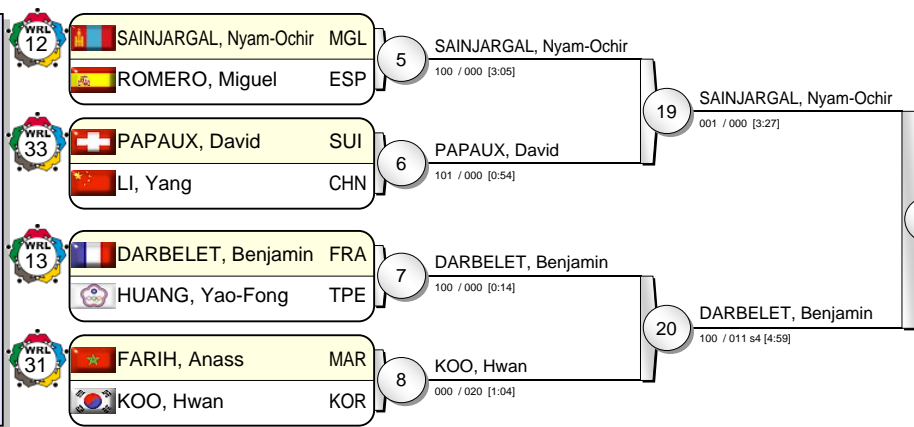 WRL
12
SAINJARGAL, Nyam-Ochir MGL
ROMERO, Miguel ESP
5
SAINJARGAL, Nyam-Ochir
100 / 000 [3:05]
WRL
33
PAPAUX, David SUI
LI, Yang CHN
6
PAPAUX, David
101 / 000 [0:54]
19
SAINJARGAL, Nyam-Ochir
001 / 000 [3:27]
WRL
13
DARBELET, Benjamin FRA
HUANG, Yao-Fong TPE
7
DARBELET, Benjamin
100 / 000 [0:14]
WRL
31
FARIH, Anass MAR
KOO, Hwan KOR
8
KOO, Hwan
000 / 020 [1:04]
20
DARBELET, Benjamin
100 / 011 s4 [4:59]